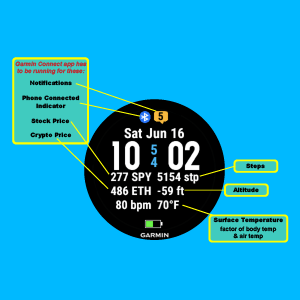 Garmin Connect app has
to be running for these:
Notifications
Phone Connected
Indicator
Stock Price
Crypto Price
5
Sat Jun 16
10 54 02
277 SPY 5154 stp
486 ETH -59 ft
80 bpm 70°F
GARMIN
Steps
Altitude
Surface Temperature
factor of body temp
& air temp